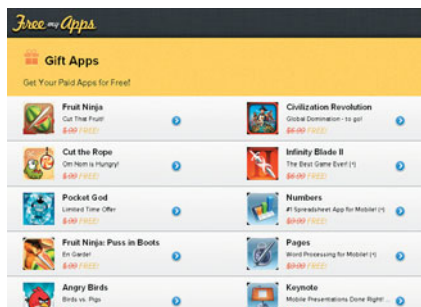 Free my Apps
Gift Apps
Get Your Paid Apps for Free!
Fruit Ninja
Cut That Fruit!
$.99 FREE!
Civilization Revolution
Global Domination - to go!
$6.99 FREE!
Cut the Rope
Om Nom is Hungry!
$.99 FREE!
Infinity Blade II
The Best Game Ever! (+)
$6.99 FREE!
Pocket God
Limited Time Offer
$.99 FREE!
Numbers
#1 Spreadsheet App for Mobile! (+)
$9.99 FREE!
Fruit Ninja: Puss in Boots
En Garde!
$.99 FREE!
Pages
Word Processing for Mobile! (+)
$9.99 FREE!
Angry Birds
Birds vs. Pigs
Keynote
Mobile Presentations Done Right! ...